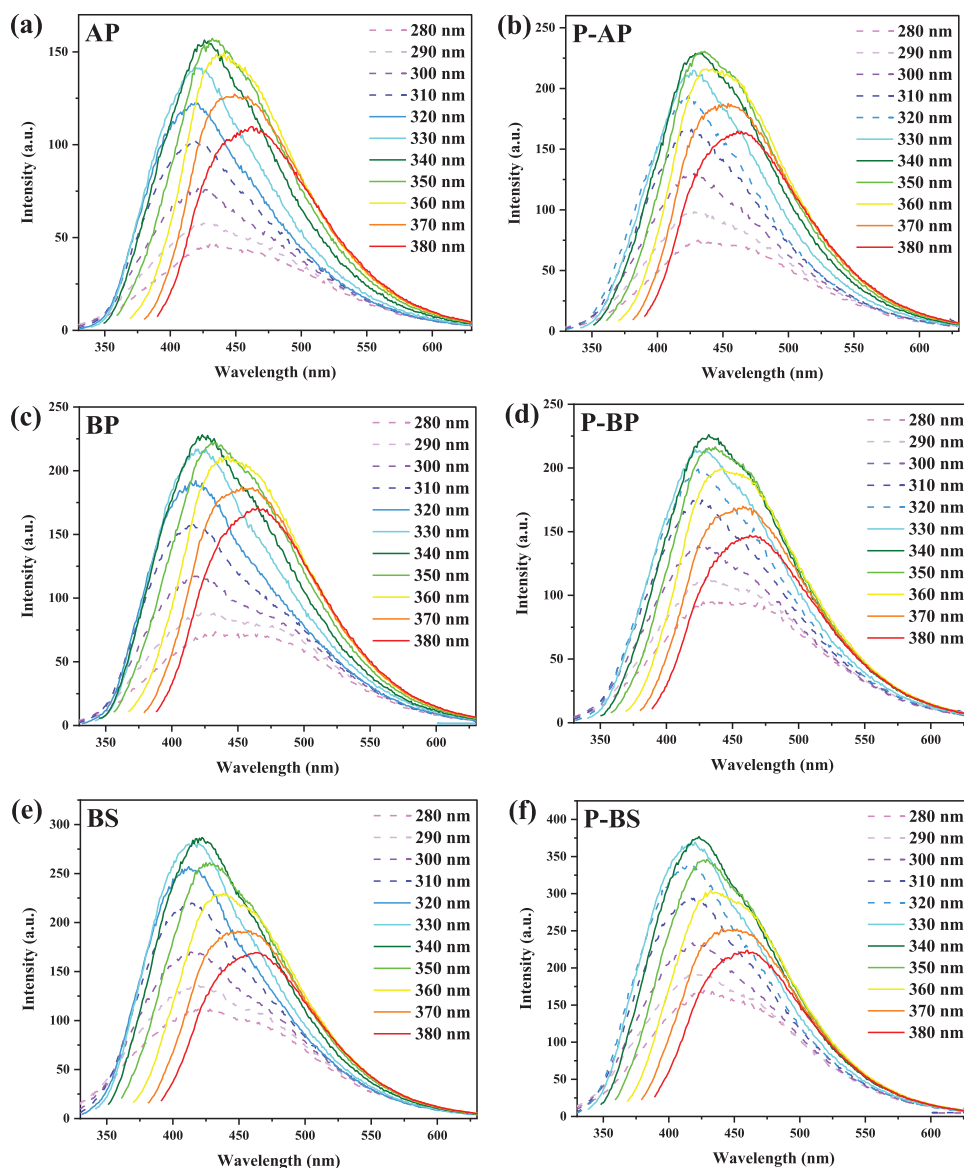 (a)
AP
280 nm
290 nm
300 nm
310 nm
320 nm
330 nm
340 nm
350 nm
360 nm
370 nm
380 nm
Intensity (a.u.)
150
100
50
0
350 400 450 500 550 600
Wavelength (nm)
(b)
P-AP
280 nm
290 nm
300 nm
310 nm
320 nm
330 nm
340 nm
350 nm
360 nm
370 nm
380 nm
Intensity (a.u.)
250
200
150
100
50
0
350 400 450 500 550 600
Wavelength (nm)
(c)
BP
280 nm
290 nm
300 nm
310 nm
320 nm
330 nm
340 nm
350 nm
360 nm
370 nm
380 nm
Intensity (a.u.)
250
200
150
100
50
0
350 400 450 500 550 600
Wavelength (nm)
(d)
P-BP
280 nm
290 nm
300 nm
310 nm
320 nm
330 nm
340 nm
350 nm
360 nm
370 nm
380 nm
Intensity (a.u.)
250
200
150
100
50
0
350 400 450 500 550 600
Wavelength (nm)
(e)
BS
280 nm
290 nm
300 nm
310 nm
320 nm
330 nm
340 nm
350 nm
360 nm
370 nm
380 nm
Intensity (a.u.)
300
250
200
150
100
50
0
350 400 450 500 550 600
Wavelength (nm)
(f)
P-BS
280 nm
290 nm
300 nm
310 nm
320 nm
330 nm
340 nm
350 nm
360 nm
370 nm
380 nm
Intensity (a.u.)
400
350
300
250
200
150
100
50
0
350 400 450 500 550 600
Wavelength (nm)